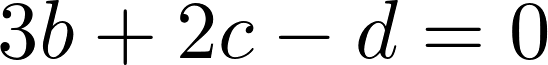 3b + 2c − d = 0